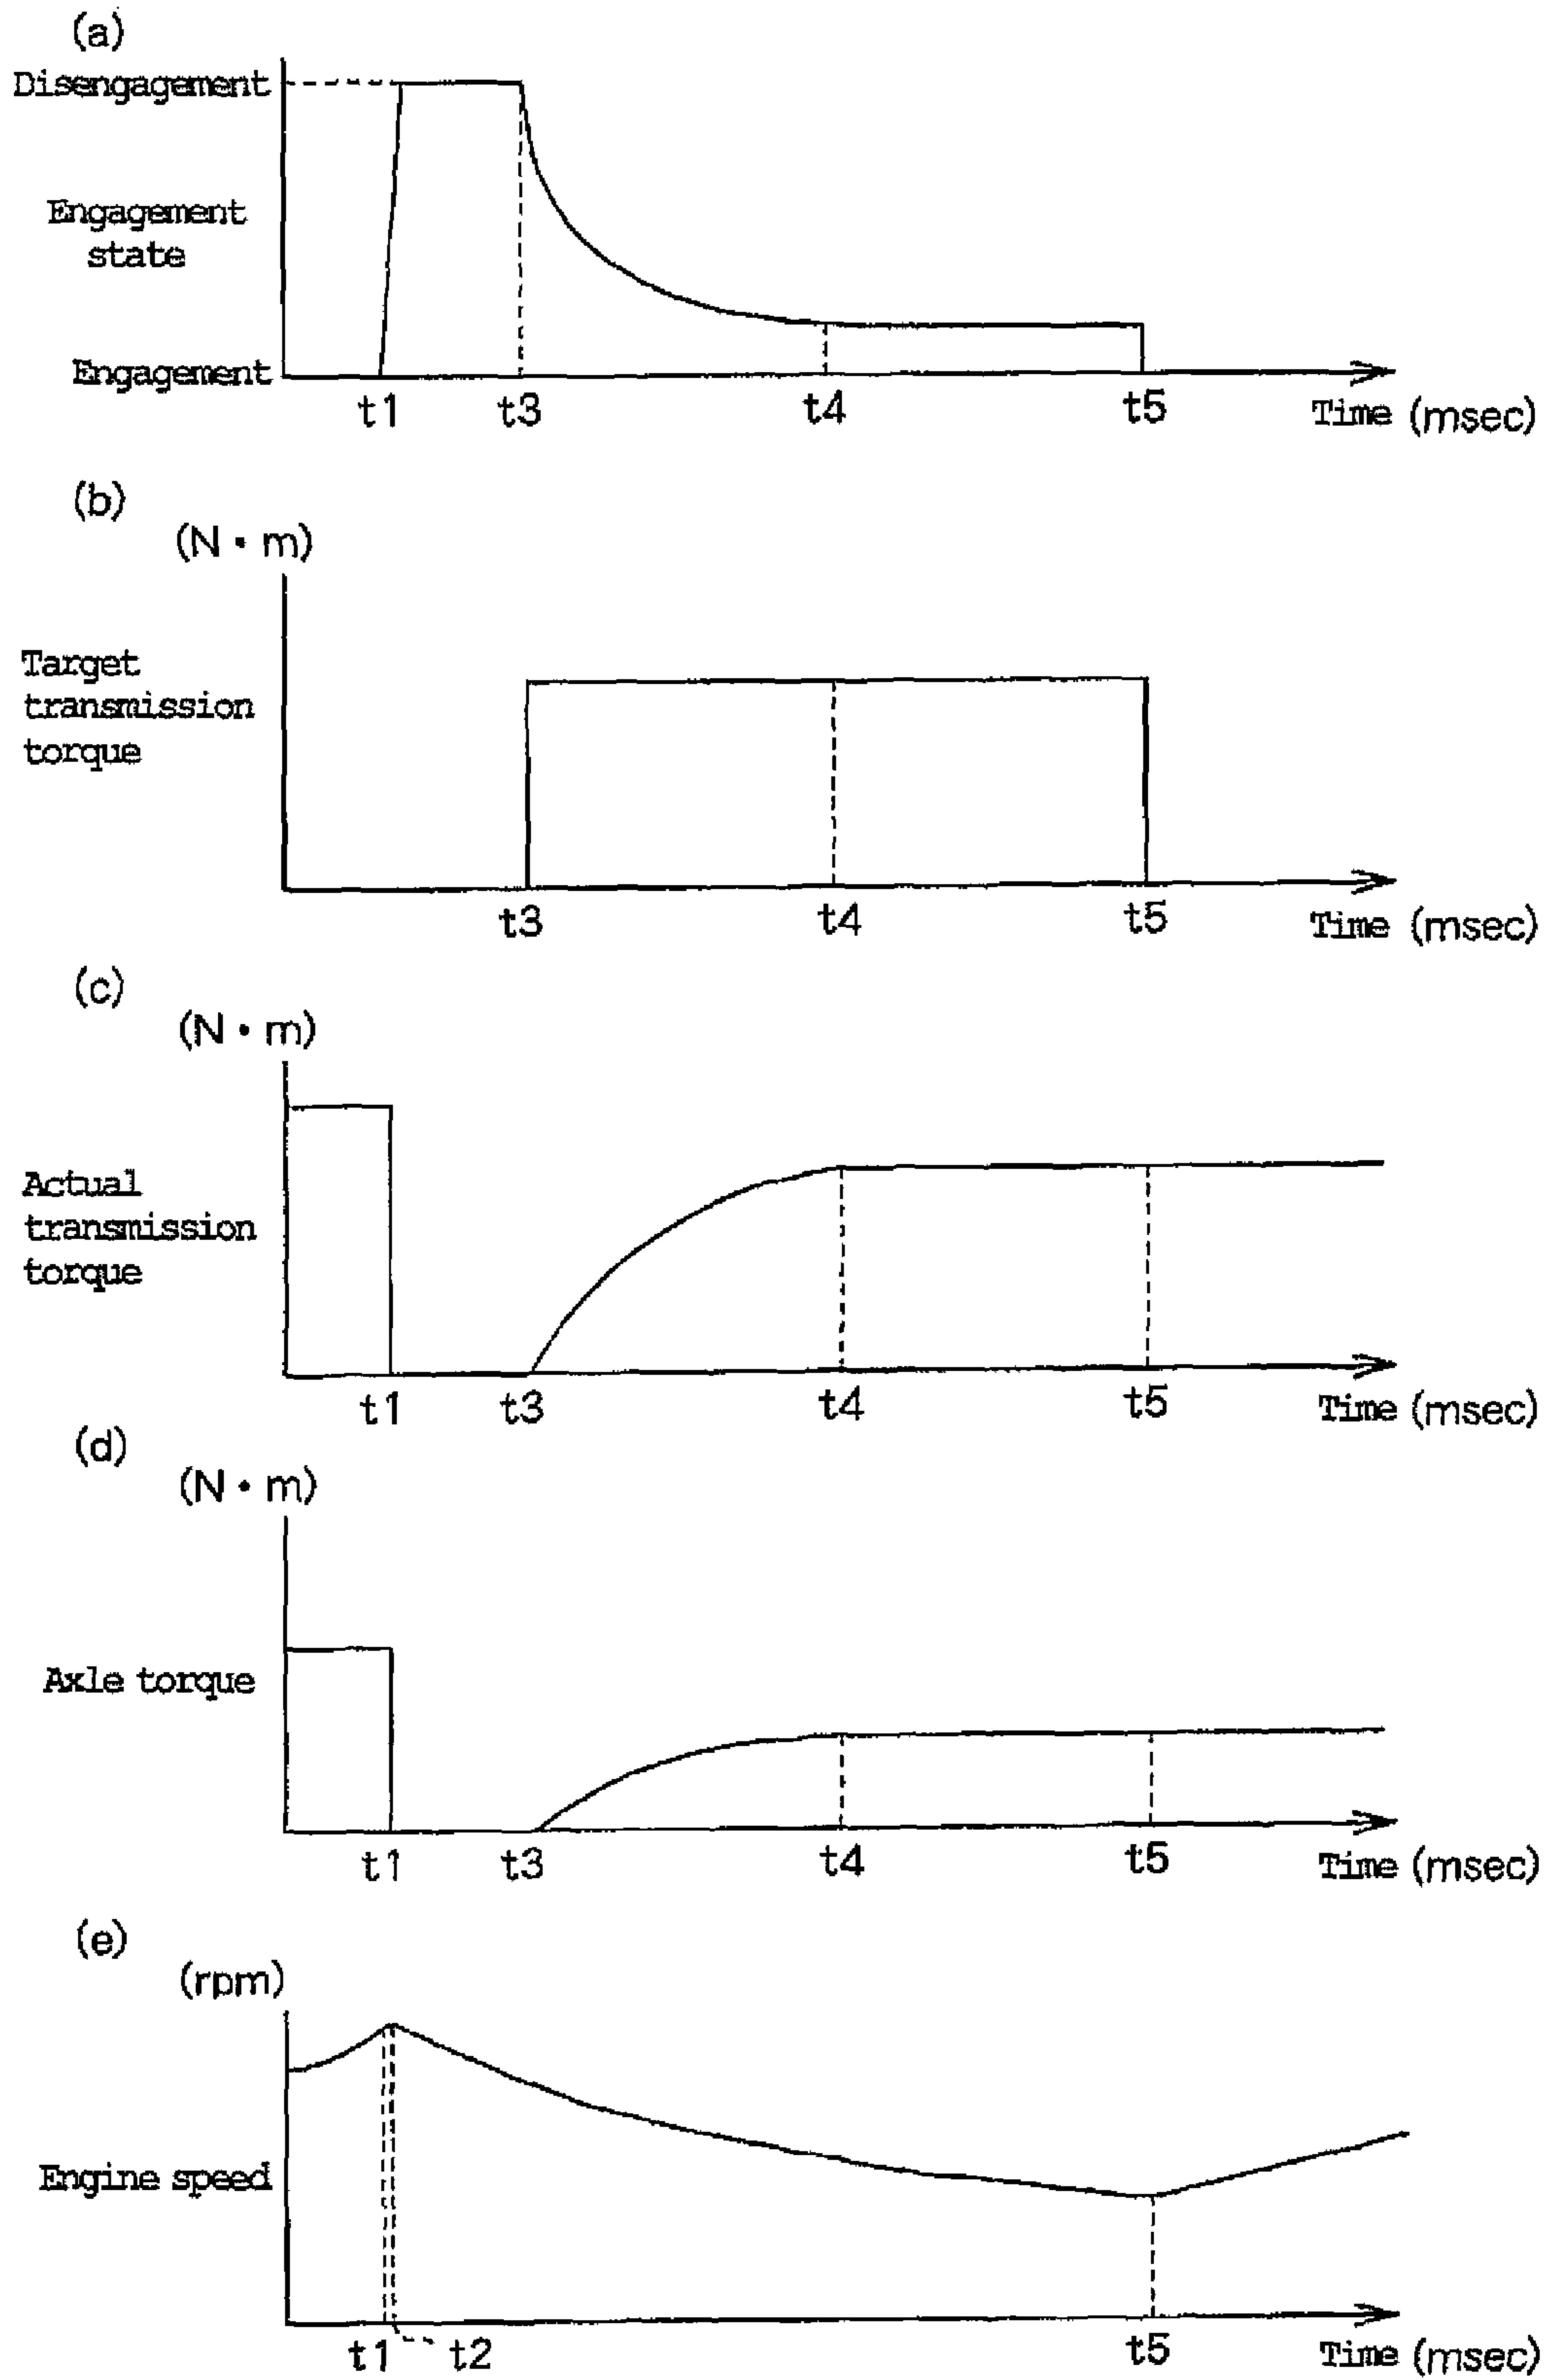 (a)
Disengagement
Engagement
state
Engagement
t1 t3 t4 t5 Time (msec)
(b)
(N・m)
Target
transmission
torque
t3 t4 t5 Time (msec)
(c)
(N・m)
Actual
transmission
torque
t1 t3 t4 t5 Time (msec)
(d)
(N・m)
Axle torque
t1 t3 t4 t5 Time (msec)
(e)
(rpm)
Engine speed
t1 t2 t5 Time (msec)